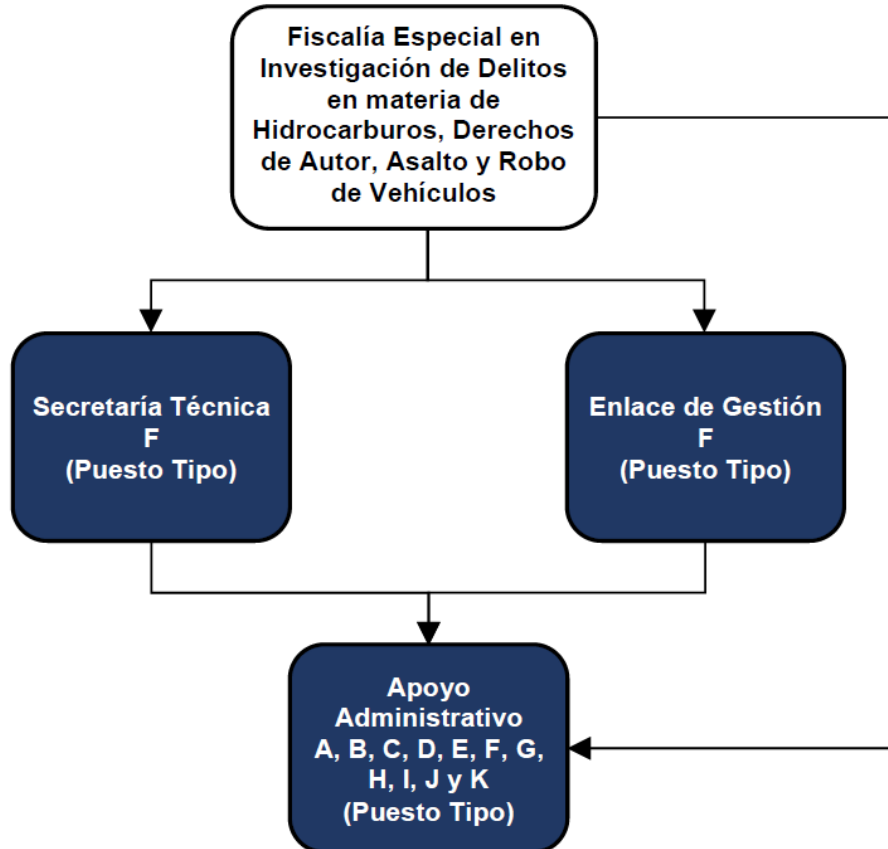 Fiscalía Especial en
Investigación de Delitos
en materia de
Hidrocarburos, Derechos
de Autor, Asalto y Robo
de Vehículos
Secretaría Técnica
F
(Puesto Tipo)
Enlace de Gestión
F
(Puesto Tipo)
Apoyo
Administrativo
A, B, C, D, E, F, G,
H, I, J y K
(Puesto Tipo)